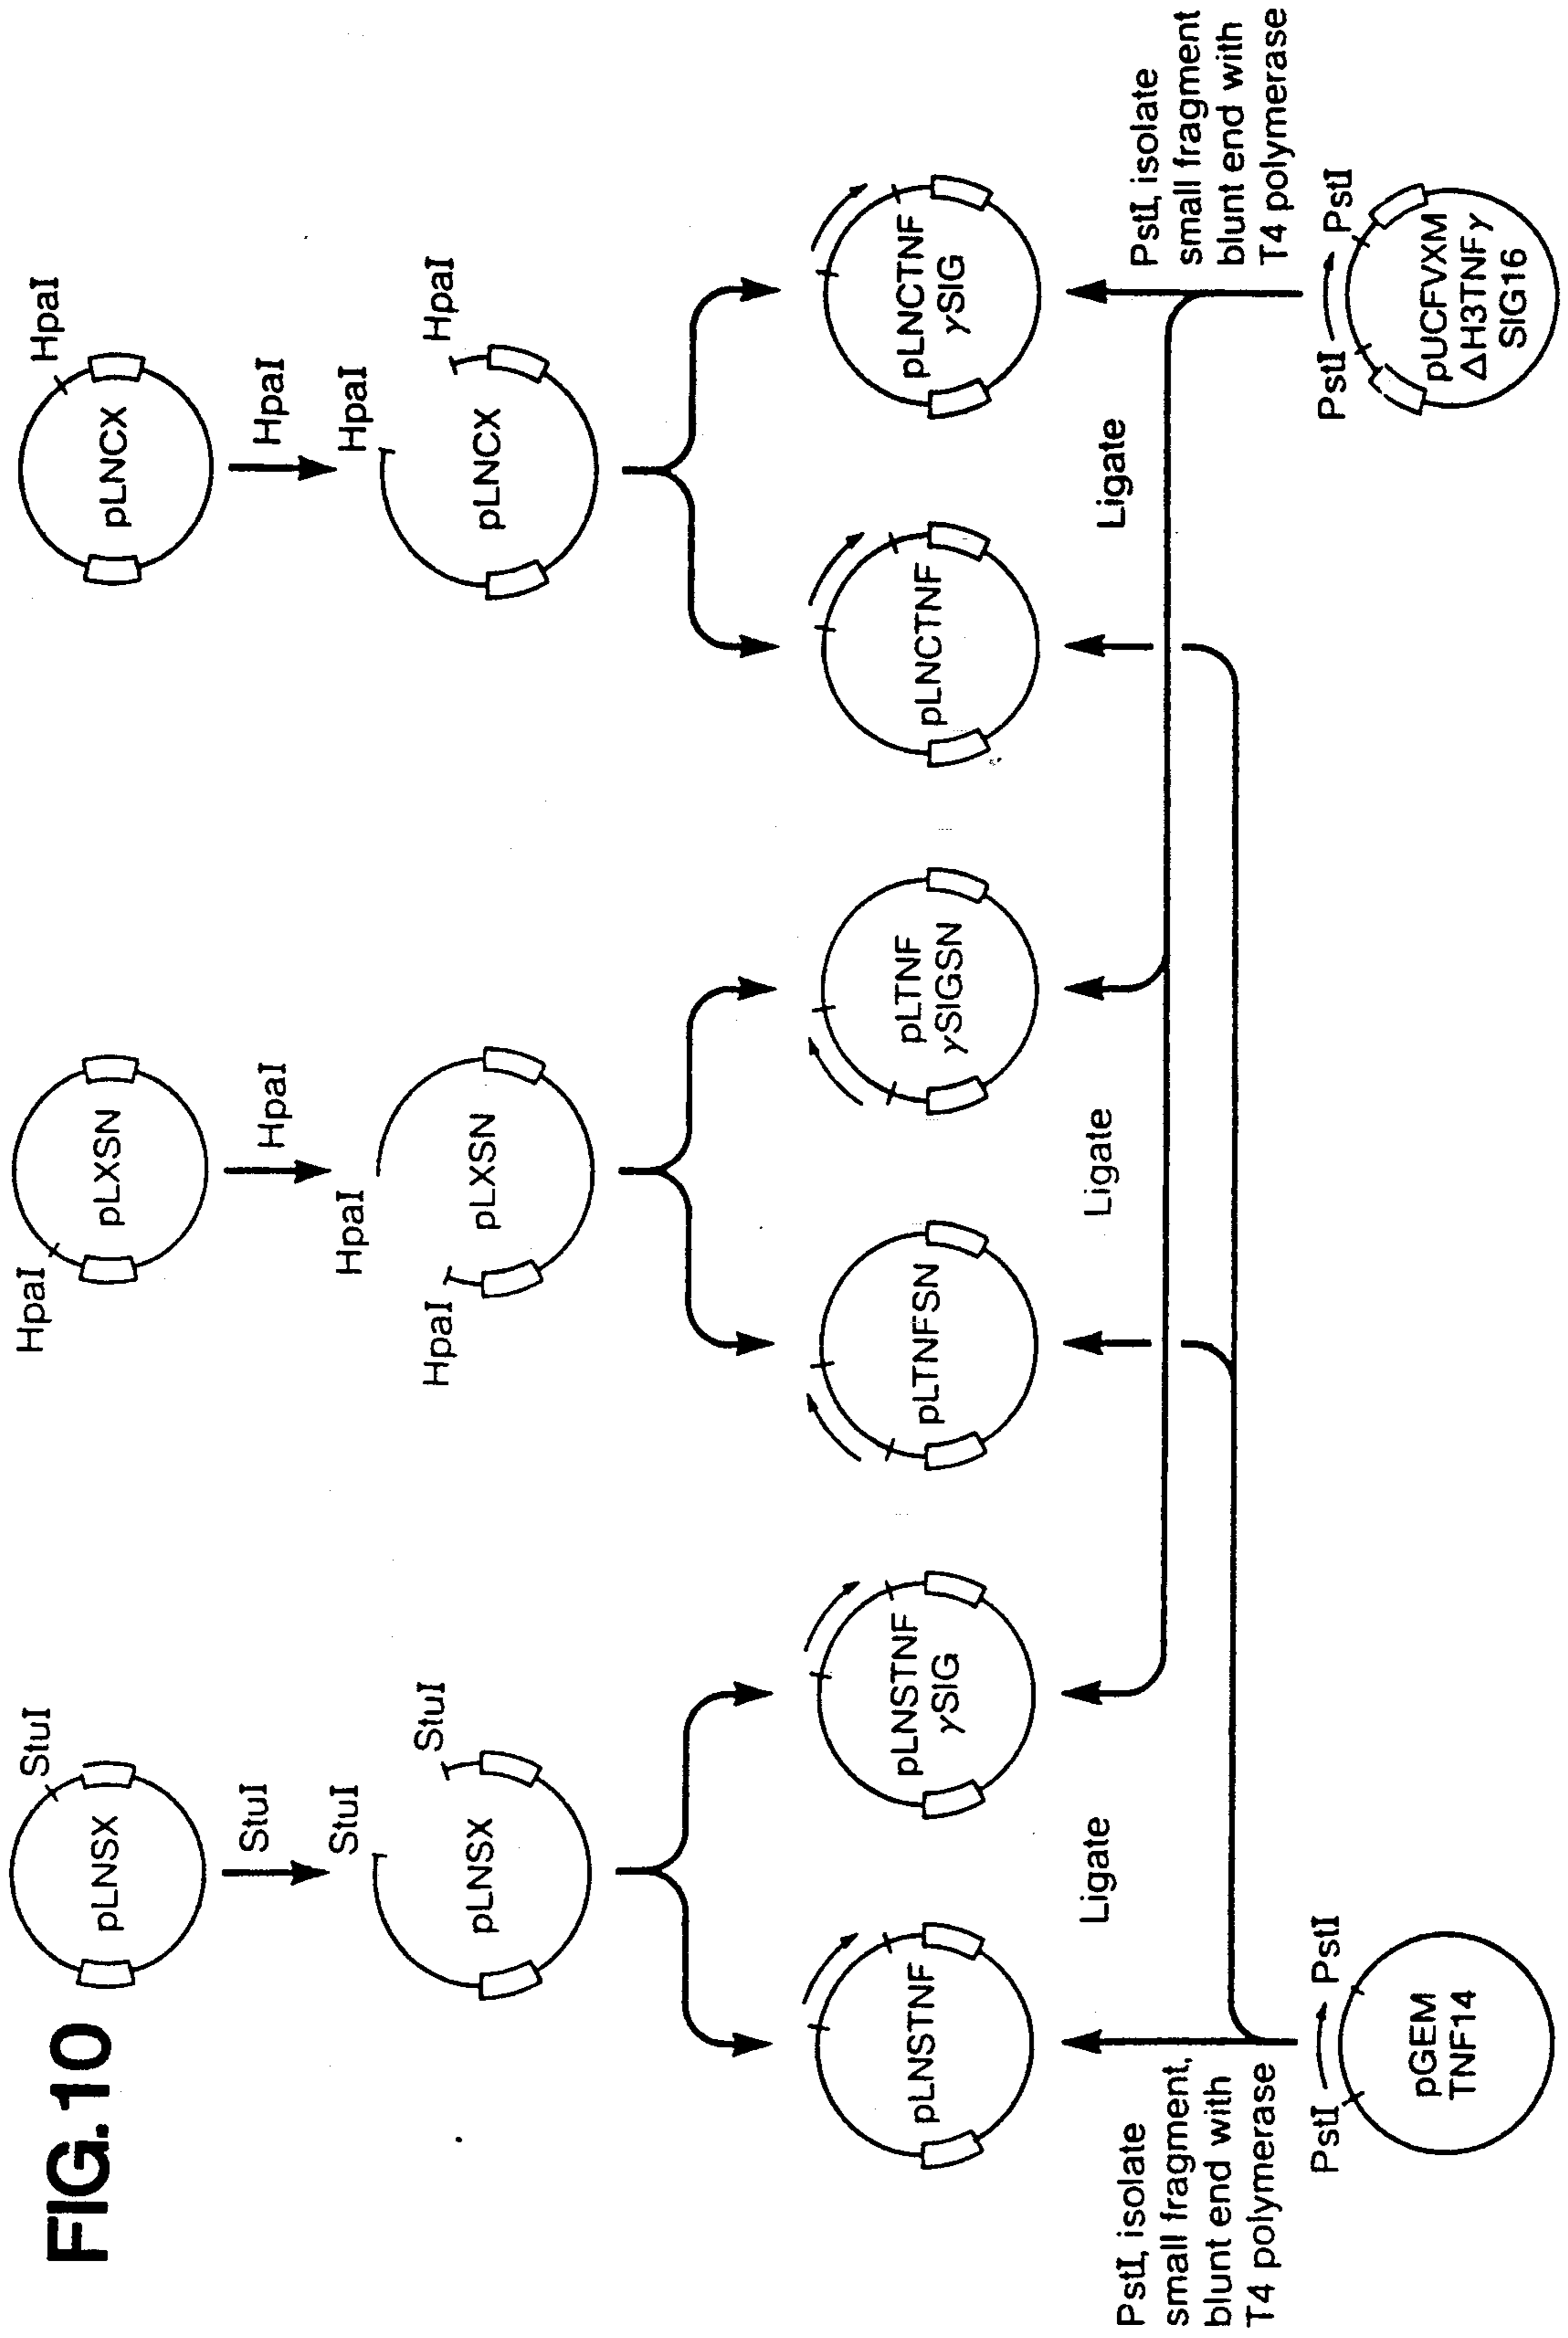 FIG.10
StuI
pLNSX
StuI
StuI
StuI
pLNSX
HpaI
pLXSN
HpaI
HpaI
HpaI
pLXSN
HpaI
pLNCX
HpaI
HpaI
HpaI
pLNCX
pLNSTNF
pLNSTNF
γSIG
pLTNFSN
pLTNF
γSIGSN
pLNCTNF
pLNCTNF
γSIG
Ligate
Ligate
Ligate
PstI, isolate
small fragment,
blunt end with
T4 polymerase
PstI
PstI
pGEM
TNF14
PstI, isolate
small fragment
blunt end with
T4 polymerase
PstI
PstI
pUCFVXM
ΔH3TNFγ
SIG16